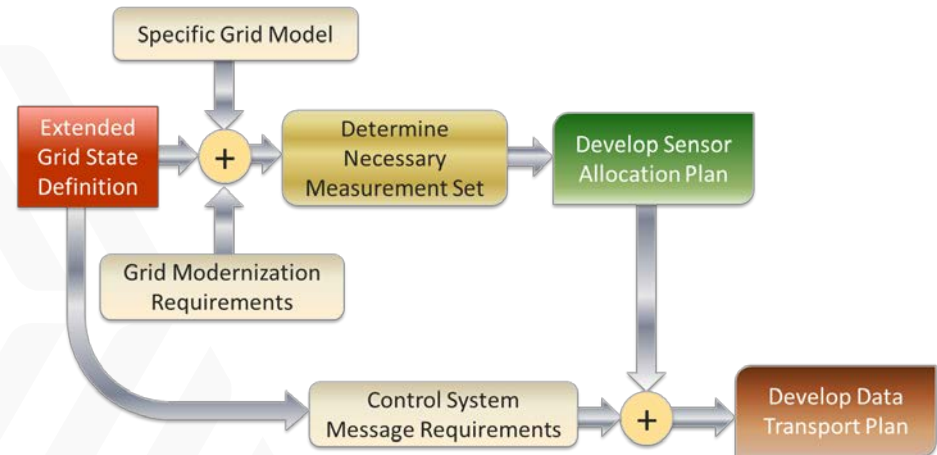 Specific Grid Model
Extended
Grid State
Definition
+
Determine
Necessary
Measurement Set
Develop Sensor
Allocation Plan
Grid Modernization
Requirements
Control System
Message Requirements
+
Develop Data
Transport Plan